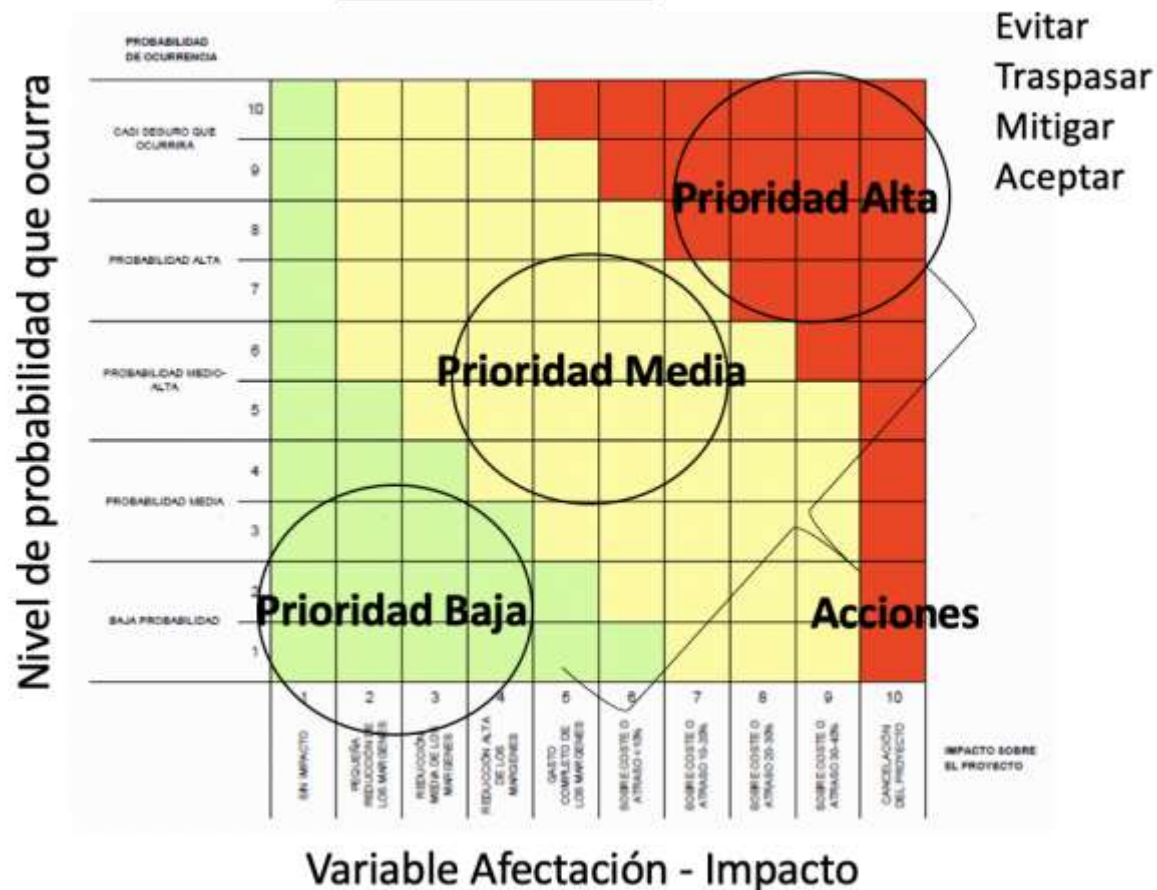 Evitar
Traspasar
Mitigar
Aceptar
PROBABILIDAD
DE OCURRENCIA
Nivel de probabilidad que ocurra
CASI SEGURO QUE
OCURRIRA
PROBABILIDAD ALTA
PROBABILIDAD MEDIO-
ALTA
PROBABILIDAD MEDIA
BAJA PROBABILIDAD
10
9
8
7
6
5
4
3
2
1
Prioridad Alta
Prioridad Media
Prioridad Baja
Acciones
1
2
3
4
5
6
7
8
9
10
SIN IMPACTO
PEQUEÑA
REDUCCIÓN DE
LOS MARGENES
REDUCCIÓN
MEDIA DE LOS
MARGENES
REDUCCIÓN ALTA
DE LOS
MARGENES
GASTO
COMPLETO DE
LOS MARGENES
SOBRE COSTE O
ATRASO <10%
SOBRE COSTE O
ATRASO 10-20%
SOBRE COSTE O
ATRASO 20-30%
SOBRE COSTE O
ATRASO 30-40%
CANCELACIÓN
DEL PROYECTO
IMPACTO SOBRE
EL PROYECTO
Variable Afectación - Impacto